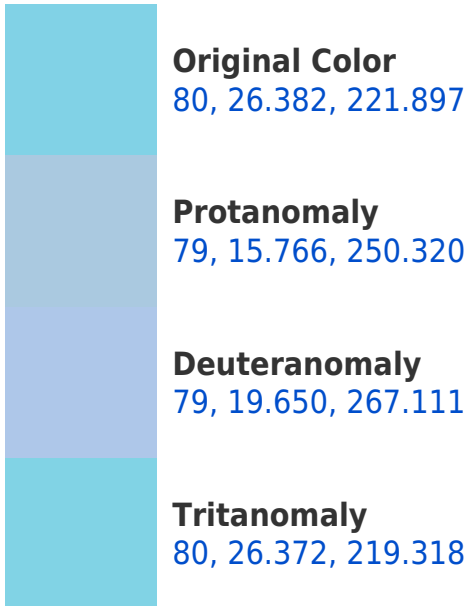 Original Color
80, 26.382, 221.897
Protanomaly
79, 15.766, 250.320
Deuteranomaly
79, 19.650, 267.111
Tritanomaly
80, 26.372, 219.318